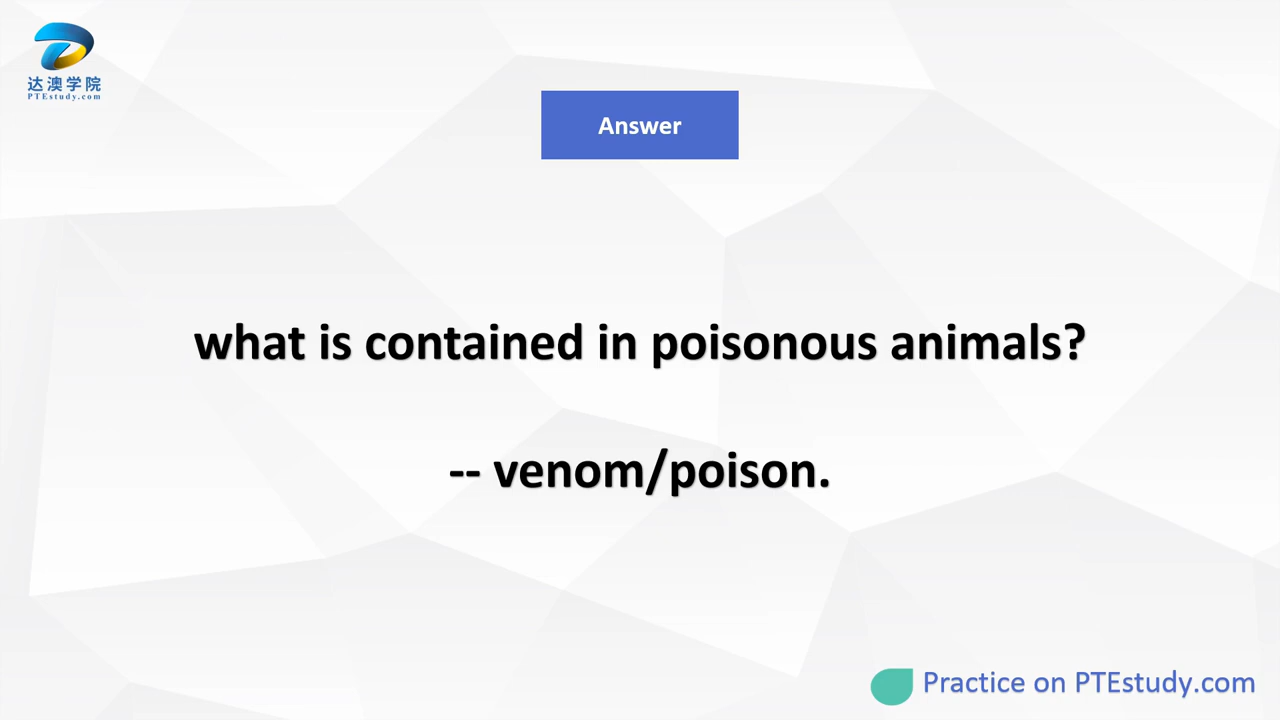 达澳学院
PTEstudy.com
Answer
what is contained in poisonous animals?
-- venom/poison.
Practice on PTEstudy.com